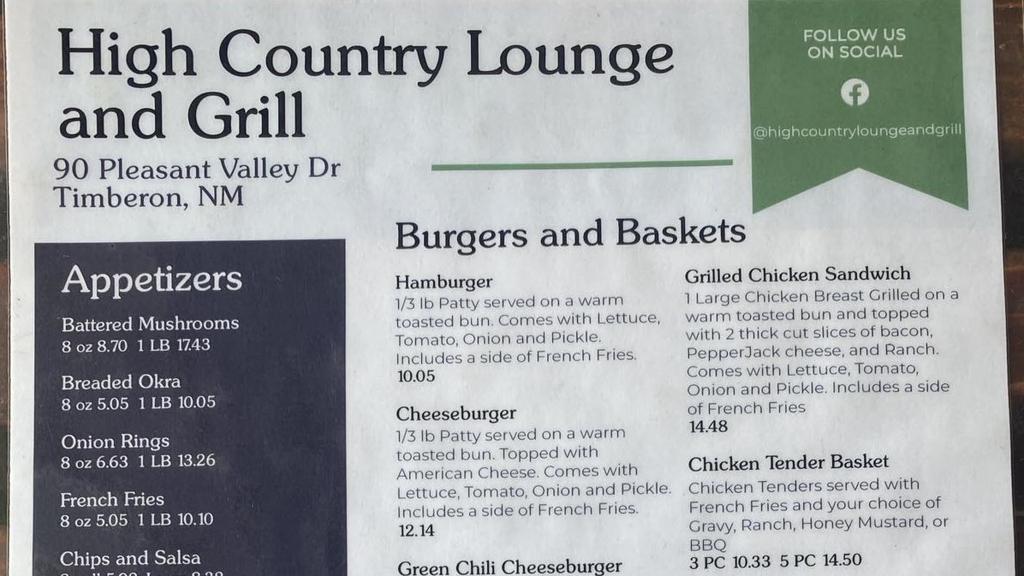 High Country Lounge
and Grill
90 Pleasant Valley Dr
Timberon, NM
FOLLOW US
ON SOCIAL
@highcountryloungeandgrill
Appetizers
Battered Mushrooms
8 oz 8.70 1 LB 17.43
Breaded Okra
8 oz 5.05 1 LB 10.05
Onion Rings
8 oz 6.63 1 LB 13.26
French Fries
8 oz 5.05 1 LB 10.10
Chips and Salsa
Burgers and Baskets
Hamburger
1/3 lb Patty served on a warm
toasted bun. Comes with Lettuce,
Tomato, Onion and Pickle.
Includes a side of French Fries.
10.05
Cheeseburger
1/3 lb Patty served on a warm
toasted bun. Topped with
American Cheese. Comes with
Lettuce, Tomato, Onion and Pickle.
Includes a side of French Fries.
12.14
Green Chili Cheeseburger
Grilled Chicken Sandwich
1 Large Chicken Breast Grilled on a
warm toasted bun and topped
with 2 thick cut slices of bacon,
PepperJack cheese, and Ranch.
Comes with Lettuce, Tomato,
Onion and Pickle. Includes a side
of French Fries
14.48
Chicken Tender Basket
Chicken Tenders served with
French Fries and your choice of
Gravy, Ranch, Honey Mustard, or
BBQ
3 PC 10.33 5 PC 14.50